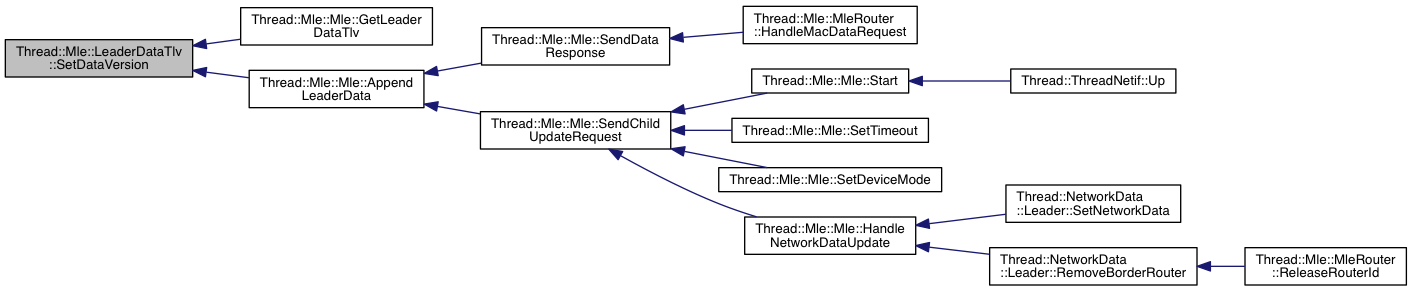 Thread::Mle::LeaderDataTlv
::SetDataVersion
Thread::Mle::Mle::GetLeader
DataTlv
Thread::Mle::Mle::Append
LeaderData
Thread::Mle::Mle::SendData
Response
Thread::Mle::MleRouter
::HandleMacDataRequest
Thread::Mle::Mle::SendChild
UpdateRequest
Thread::Mle::Mle::Start
Thread::ThreadNetif::Up
Thread::Mle::Mle::SetTimeout
Thread::Mle::Mle::SetDeviceMode
Thread::Mle::Mle::Handle
NetworkDataUpdate
Thread::NetworkData
::Leader::SetNetworkData
Thread::NetworkData
::Leader::RemoveBorderRouter
Thread::Mle::MleRouter
::ReleaseRouterId